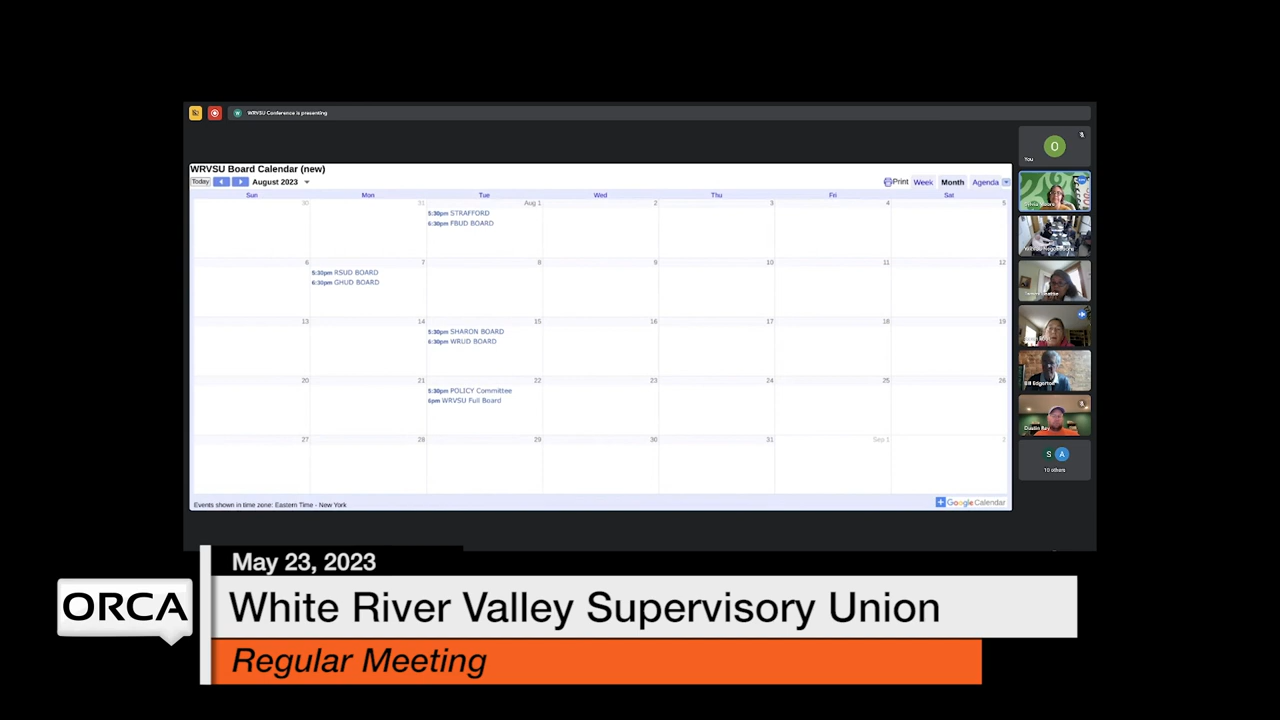 WRVSU Conference is presenting
WRVSU Board Calendar (new)
Today
August 2023
Print Week Month Agenda
Sun Mon Tue Wed Thu Fri Sat
30 31 Aug 1 2 3 4 5
5:30pm STRAFFORD
6:30pm FBUD BOARD
6 7 8 9 10 11 12
5:30pm RSUD BOARD
6:30pm GHUD BOARD
13 14 15 16 17 18 19
5:30pm SHARON BOARD
6:30pm WRUD BOARD
20 21 22 23 24 25 26
5:30pm POLICY Committee
6pm WRVSU Full Board
27 28 29 30 31 Sep 1 2
Events shown in time zone: Eastern Time - New York
Google Calendar
O
You
Bill Edgerton
S A
10 others
May 23, 2023
ORCA
White River Valley Supervisory Union
Regular Meeting